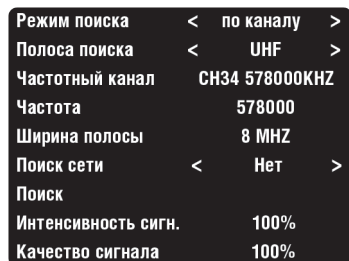 Режим поиска < по каналу >
Полоса поиска < UHF >
Частотный канал CH34 578000KHZ
Частота 578000
Ширина полосы 8 MHZ
Поиск сети < Нет >
Поиск
Интенсивность сигн. 100%
Качество сигнала 100%